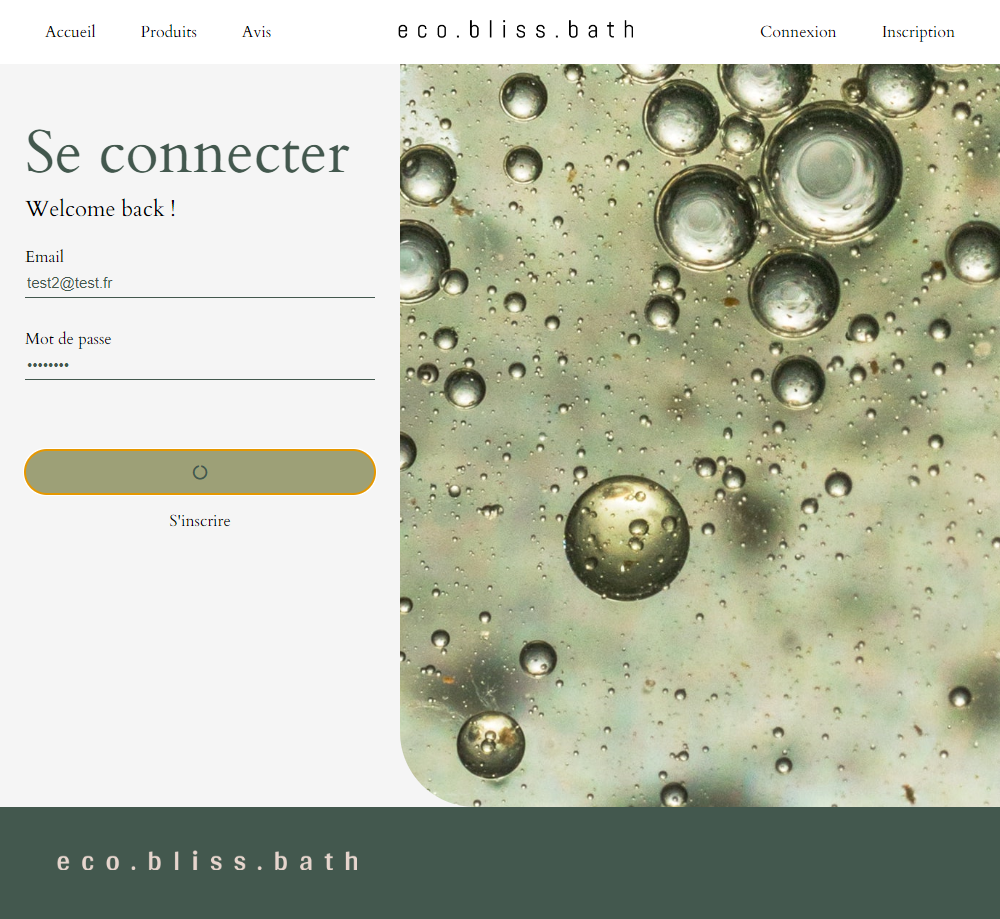 Accueil Produits Avis eco.bliss.bath Connexion Inscription
Se connecter
Welcome back !
Email
test2@test.fr
Mot de passe
••••••••
S'inscrire
eco.bliss.bath